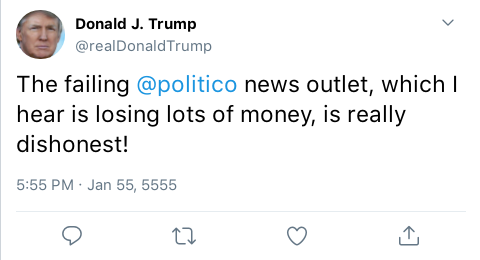 Donald J. Trump
@realDonaldTrump
The failing @politico news outlet, which I
hear is losing lots of money, is really
dishonest!
5:55 PM · Jan 55, 5555